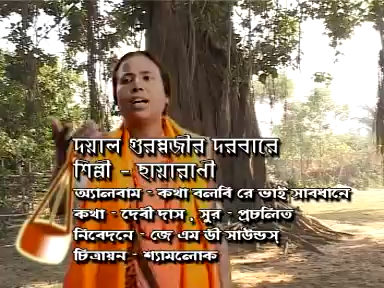 দয়াল গুরুজীর দরবারে
শিল্পী - ছায়ারাণী
অ্যালবাম - কথা বলবি রে ভাই সাবধানে
কথা - দেবী দাস, সুর - প্রচলিত
নিবেদনে - জে এম ডী সাউন্ডস্
চিত্রায়ন - শ্যামলোক